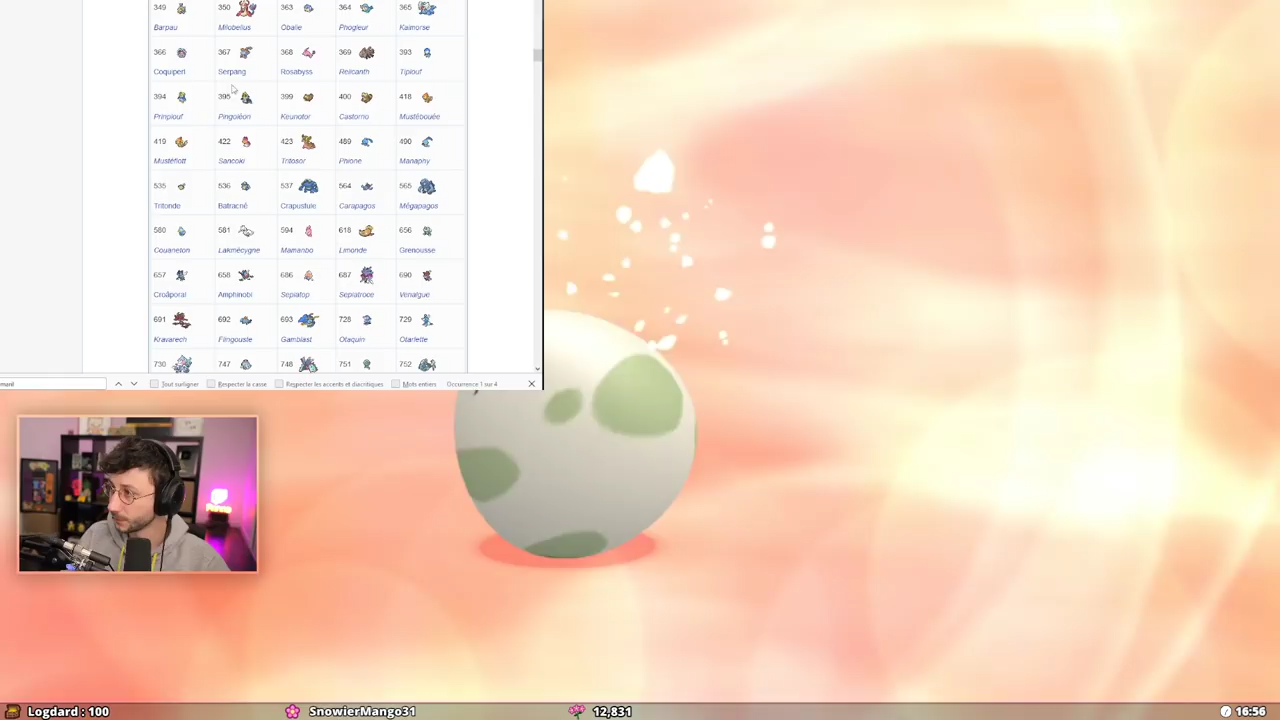 349 350 363 364 365
Barpau Milobellus Obalie Phogleur Kaimorse
366 367 368 369 393
Coquiperl Serpang Rosabyss Relicanth Tiplouf
394 395 399 400 418
Prinplouf Pingoléon Keunotor Castorno Mustébouée
419 422 423 489 490
Mustéflott Sancoki Tritosor Phione Manaphy
535 536 537 564 565
Tritonde Batracné Crapustule Carapagos Mégapagos
580 581 594 618 656
Couaneton Lakmécygne Mamanbo Limonde Grenousse
657 658 686 687 690
Croâporal Amphinobi Sepiatop Sepiatroce Venalgue
691 692 693 728 729
Kravarech Flingouste Gamblast Otaquin Otarlette
730 747 748 751 752
Tout surligner Respecter la casse Respecter les accents et diacritiques Mots entiers Occurrence 1 sur 4
Logdard : 100 SnowierMango31 12,831 16:56